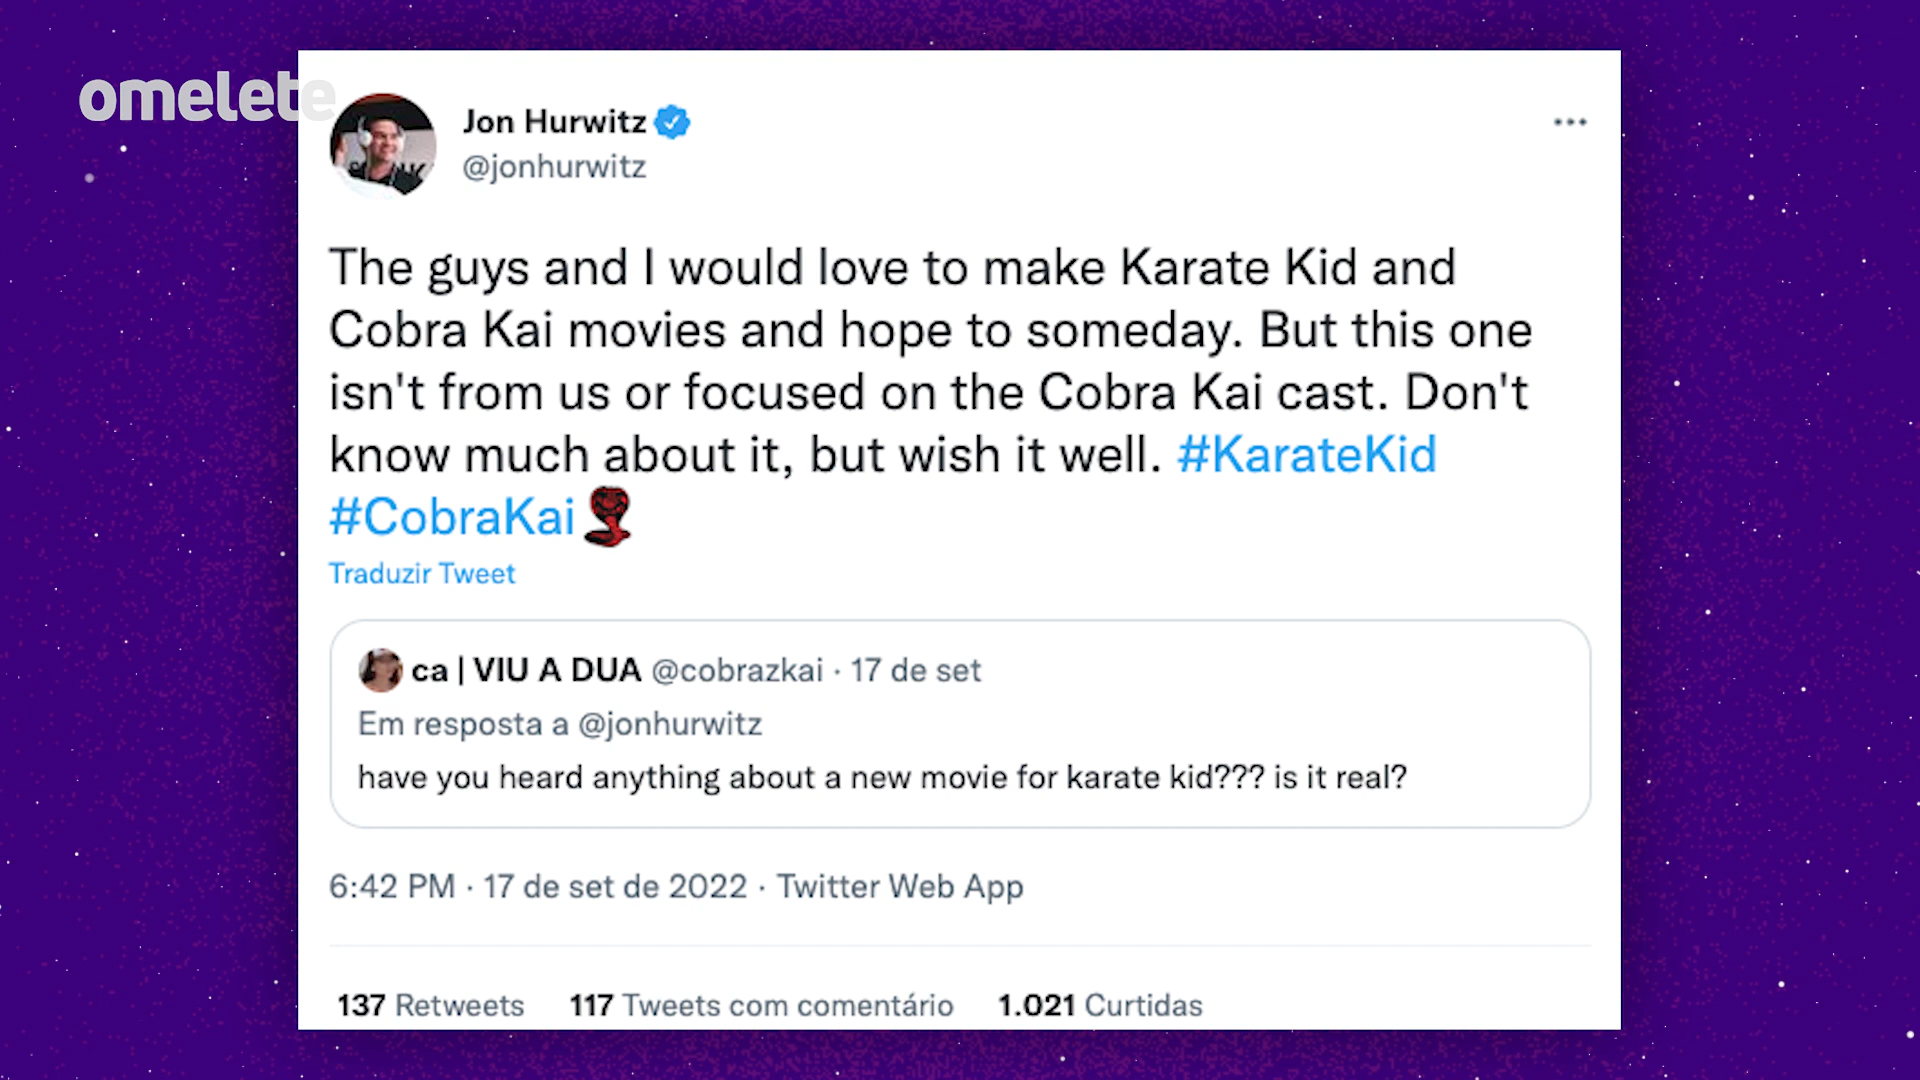 omelete
Jon Hurwitz
@jonhurwitz
The guys and I would love to make Karate Kid and
Cobra Kai movies and hope to someday. But this one
isn't from us or focused on the Cobra Kai cast. Don't
know much about it, but wish it well. #KarateKid
#CobraKai
Traduzir Tweet
ca | VIU A DUA @cobrazkai · 17 de set
Em resposta a @jonhurwitz
have you heard anything about a new movie for karate kid??? is it real?
6:42 PM · 17 de set de 2022 · Twitter Web App
137 Retweets 117 Tweets com comentário 1.021 Curtidas